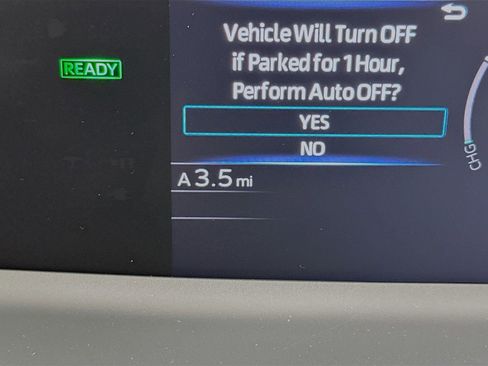 Vehicle Will Turn OFF
if Parked for 1 Hour,
Perform Auto OFF?
READY
YES
NO
CHG
A 3.5 mi